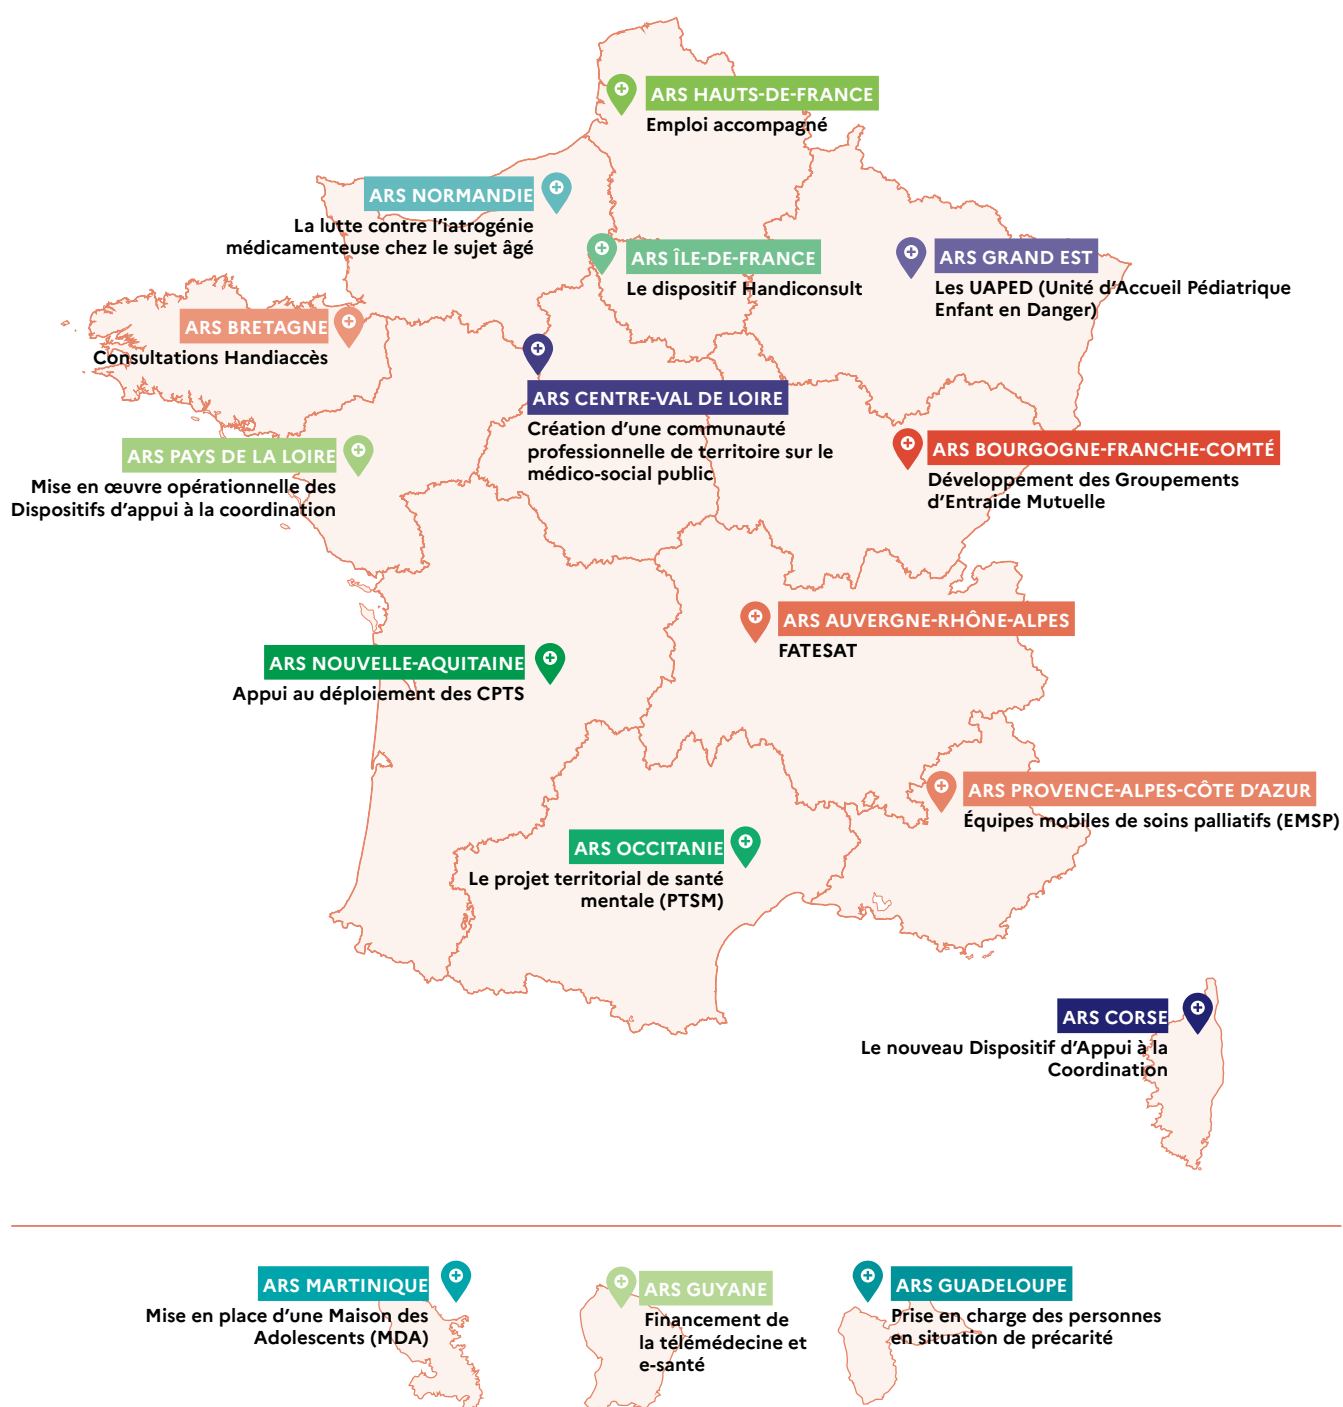 ARS HAUTS-DE-FRANCE
Emploi accompagné
ARS NORMANDIE
La lutte contre l'iatrogénie
médicamenteuse chez le sujet âgé
ARS ÎLE-DE-FRANCE
Le dispositif Handiconsult
ARS GRAND EST
Les UAPED (Unité d'Accueil Pédiatrique
Enfant en Danger)
ARS BRETAGNE
Consultations Handiaccès
ARS CENTRE-VAL DE LOIRE
Création d'une communauté
professionnelle de territoire sur le
médico-social public
ARS PAYS DE LA LOIRE
Mise en œuvre opérationnelle des
Dispositifs d'appui à la coordination
ARS BOURGOGNE-FRANCHE-COMTÉ
Développement des Groupements
d'Entraide Mutuelle
ARS AUVERGNE-RHÔNE-ALPES
FATESAT
ARS NOUVELLE-AQUITAINE
Appui au déploiement des CPTS
ARS PROVENCE-ALPES-CÔTE D'AZUR
Équipes mobiles de soins palliatifs (EMSP)
ARS OCCITANIE
Le projet territorial de santé
mentale (PTSM)
ARS CORSE
Le nouveau Dispositif d'Appui à la
Coordination
ARS MARTINIQUE
Mise en place d'une Maison des
Adolescents (MDA)
ARS GUYANE
Financement de
la télémédecine et
e-santé
ARS GUADELOUPE
Prise en charge des personnes
en situation de précarité